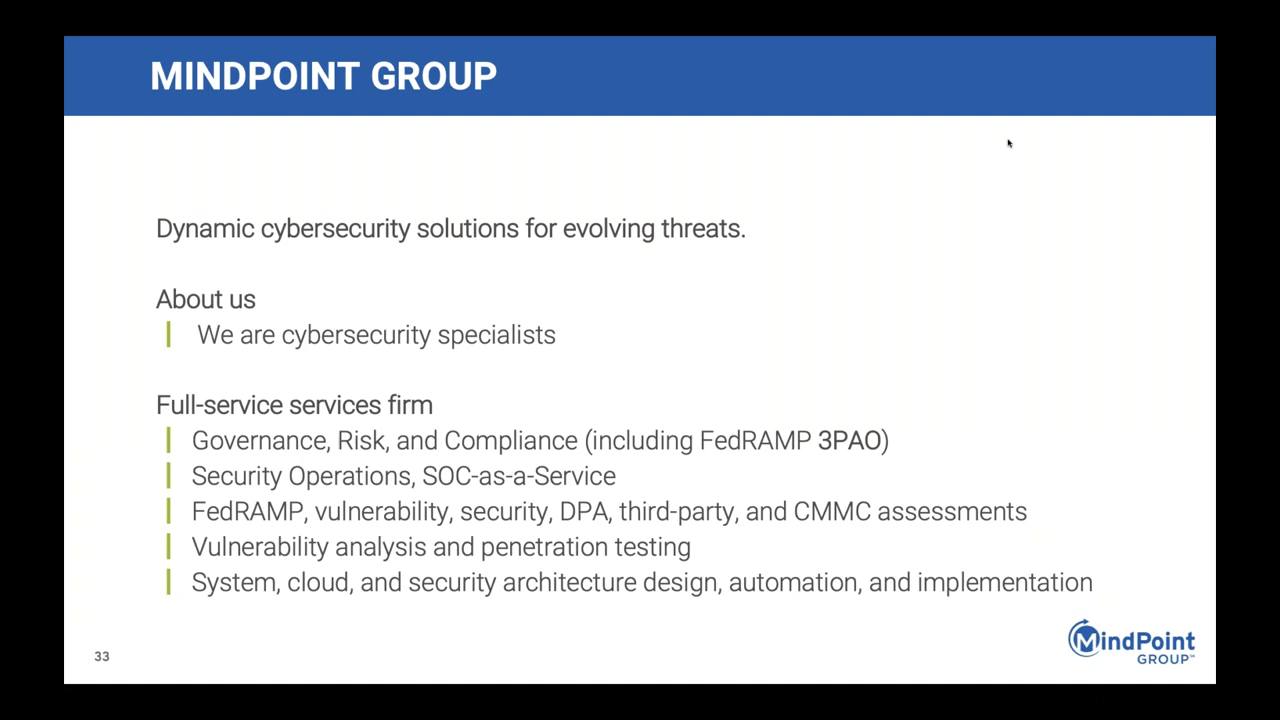 MINDPOINT GROUP
Dynamic cybersecurity solutions for evolving threats.
About us
We are cybersecurity specialists
Full-service services firm
Governance, Risk, and Compliance (including FedRAMP 3PAO)
Security Operations, SOC-as-a-Service
FedRAMP, vulnerability, security, DPA, third-party, and CMMC assessments
Vulnerability analysis and penetration testing
System, cloud, and security architecture design, automation, and implementation
33
MindPoint
GROUP™